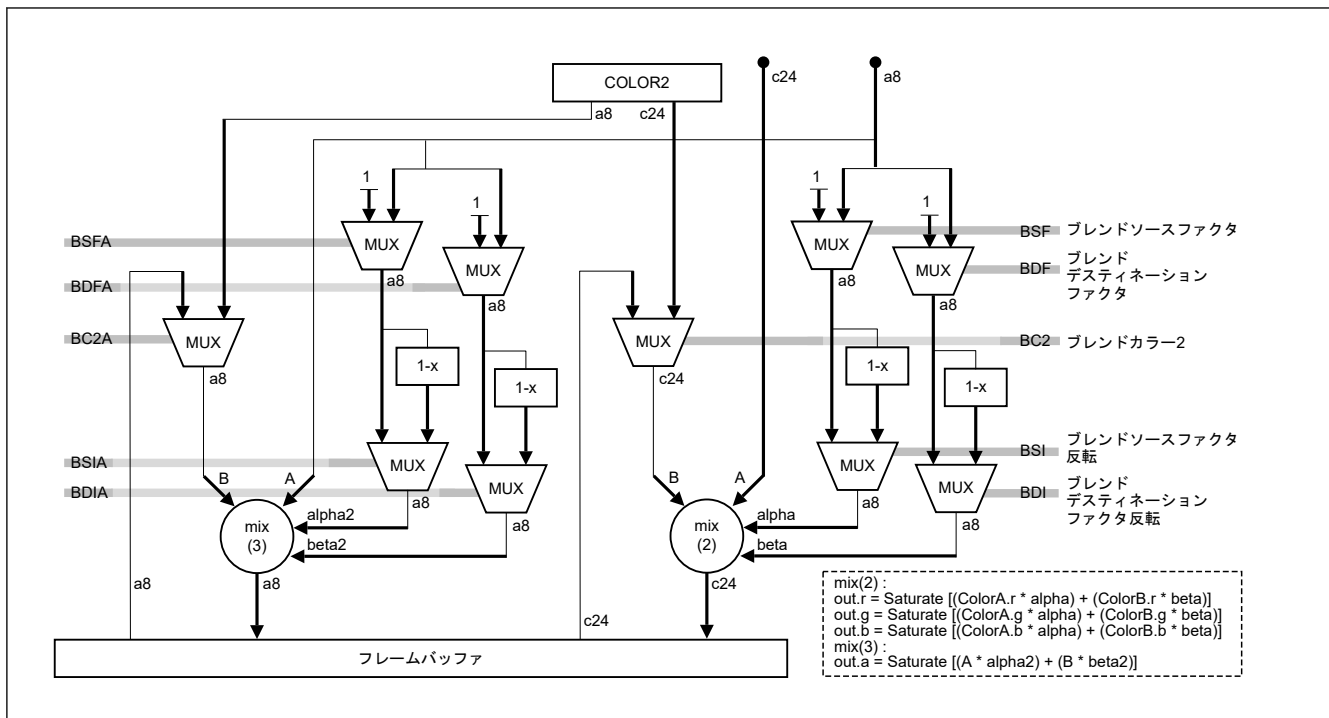 COLOR2
c24
a8
a8
c24
1
1
1
1
BSFA
MUX
MUX
BSF
ブレンドソースファクタ
BDFA
MUX
MUX
BDF
ブレンド
デスティネーション
ファクタ
a8
a8
a8
a8
BC2A
MUX
MUX
BC2
ブレンドカラー2
a8
c24
1-x
1-x
1-x
1-x
BSIA
MUX
MUX
BSI
ブレンドソースファクタ
反転
BDIA
MUX
MUX
BDI
ブレンド
デスティネーション
ファクタ反転
B
A
B
A
a8
a8
a8
a8
alpha2
beta2
alpha
beta
mix
(3)
mix
(2)
a8
a8
c24
c24
フレームバッファ
mix(2) :
out.r = Saturate [(ColorA.r * alpha) + (ColorB.r * beta)]
out.g = Saturate [(ColorA.g * alpha) + (ColorB.g * beta)]
out.b = Saturate [(ColorA.b * alpha) + (ColorB.b * beta)]
mix(3) :
out.a = Saturate [(A * alpha2) + (B * beta2)]